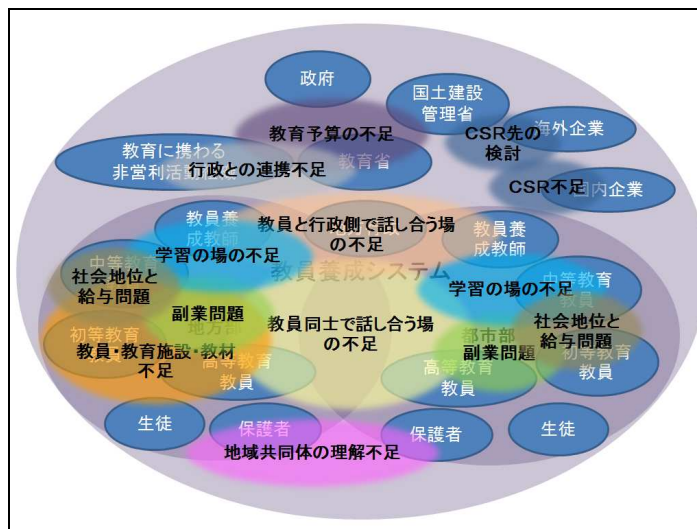 政府
国土建設
管理省
教育予算の不足
CSR先の
検討
海外企業
教育に携わる
非営利活動
行政との連携不足
教育省
CSR不足
国内企業
教員養
成教師
教員と行政側で話し合う場
の不足
教員養
成教師
学習の場の不足
教員養成システム
中等教育
社会地位と
給与問題
学習の場の不足
中等教育
教員
副業問題
地方部
教員同士で話し合う場
の不足
社会地位と
給与問題
初等教育
教員
教員・教育施設・教材
不足
都市部
副業問題
初等教育
教員
高等教育
教員
高等教育
教員
生徒
保護者
保護者
生徒
地域共同体の理解不足